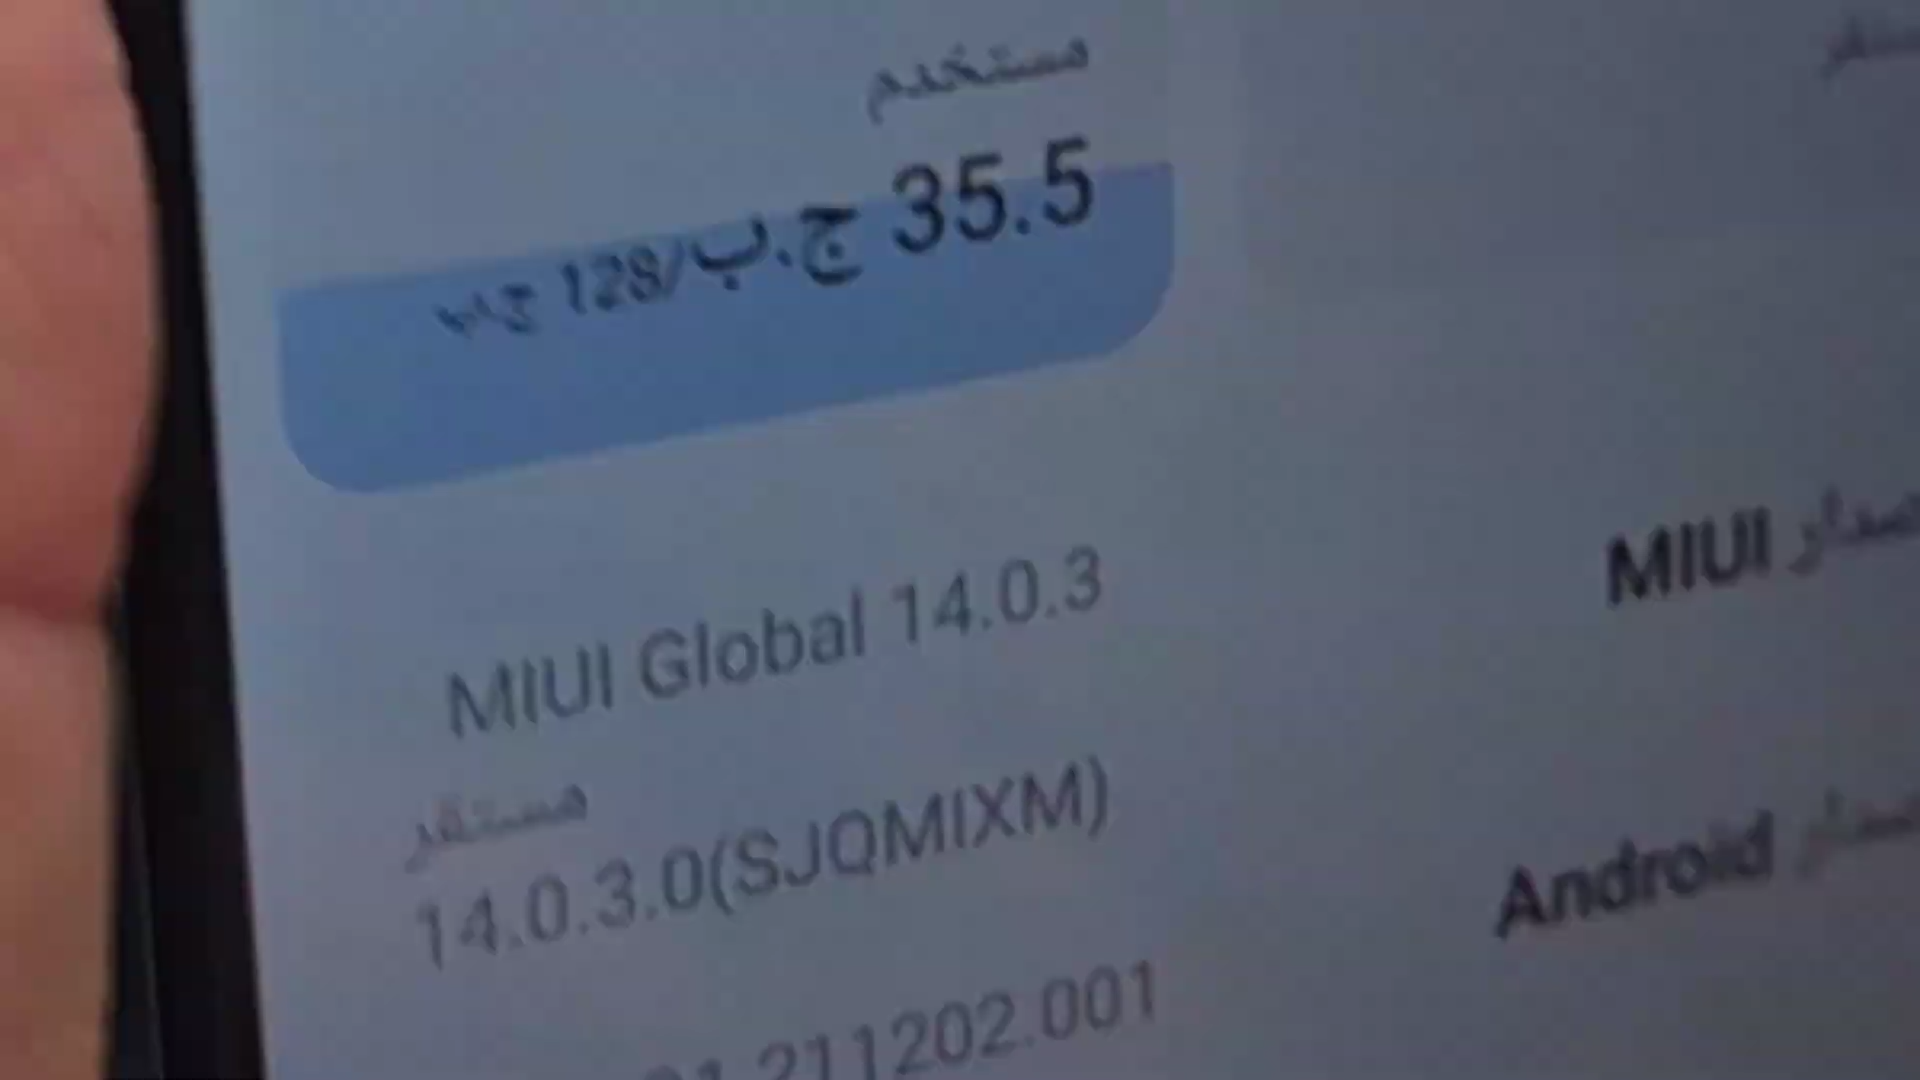 مستخدم
35.5 ج.ب/128 ج.ب
MIUI
MIUI Global 14.0.3
مستقر
14.0.3.0(SJQMIXM)
Android
211202.001